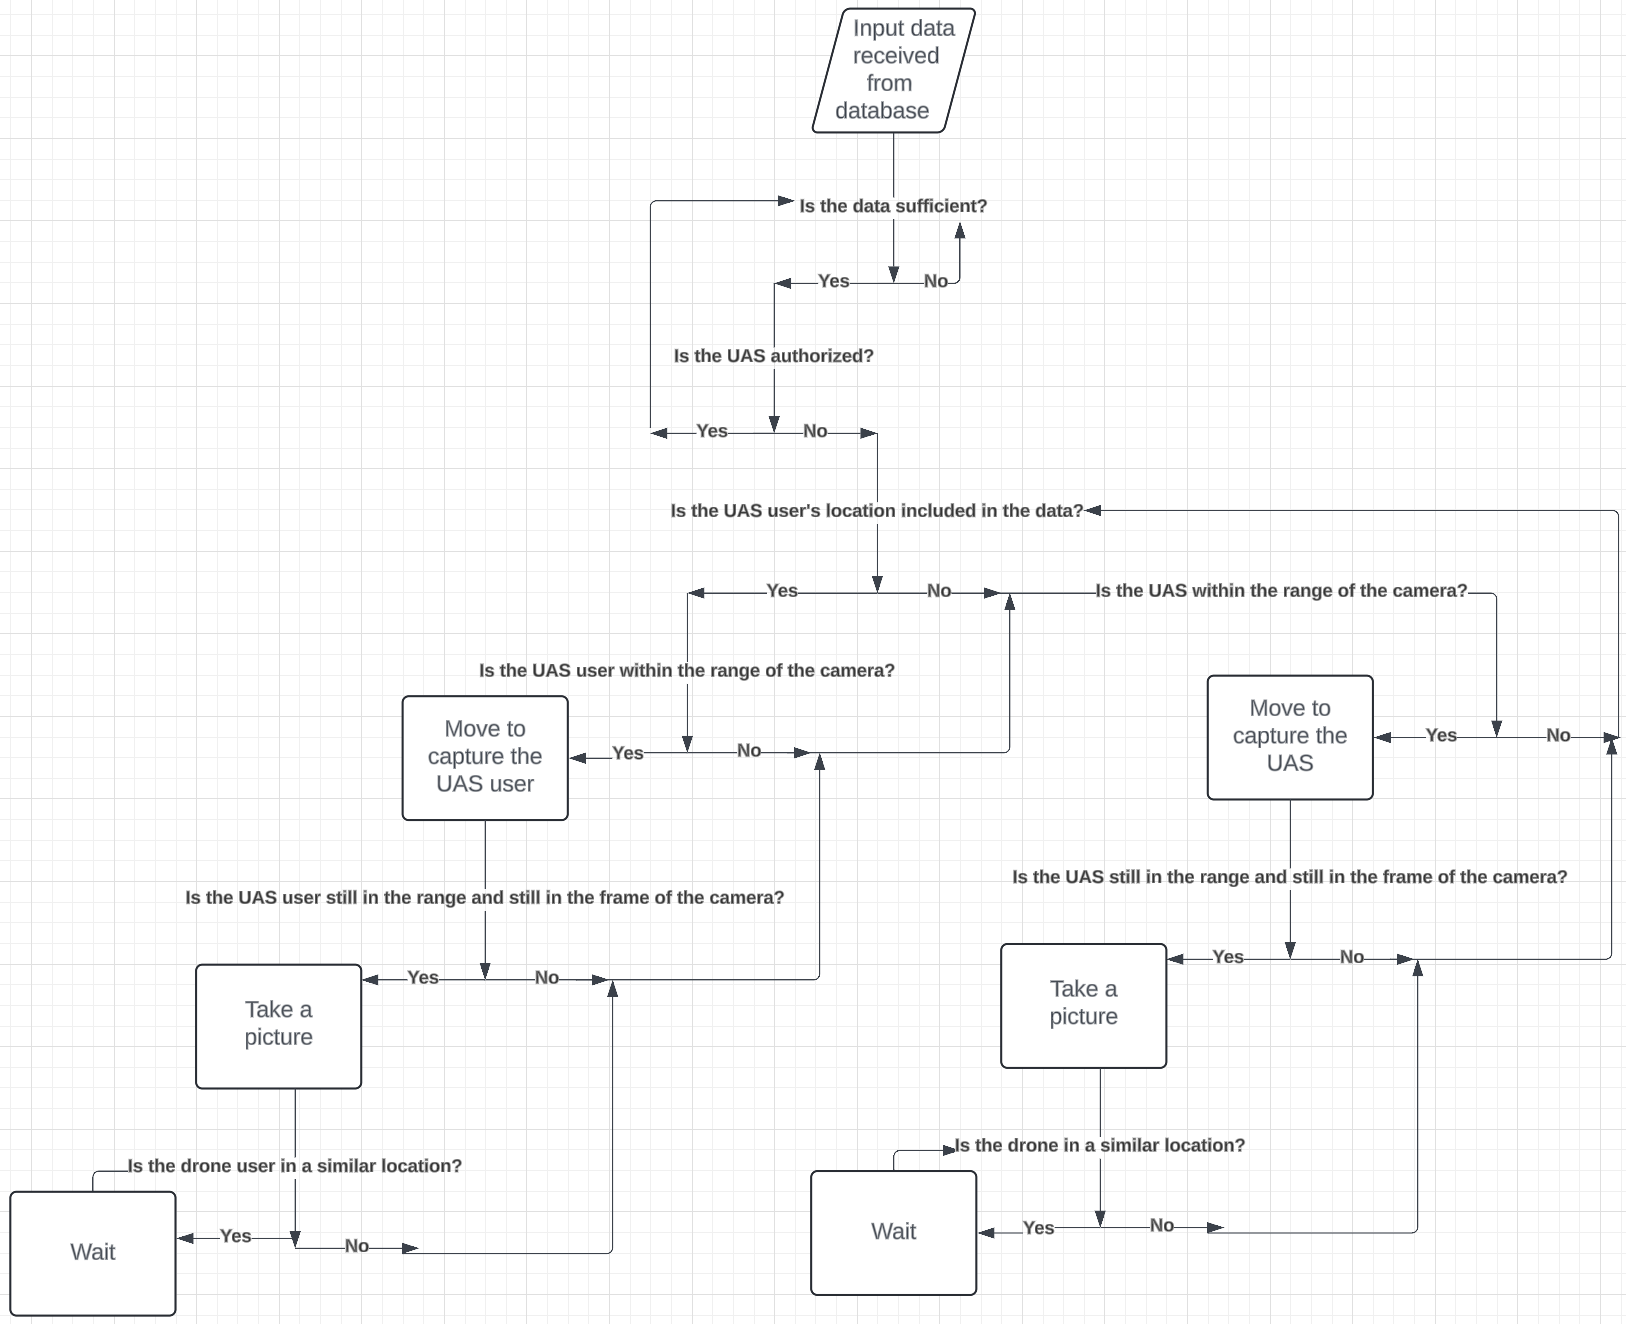 Input data
received
from
database
Is the data sufficient?
Yes
No
Is the UAS authorized?
Yes
No
Is the UAS user's location included in the data?
Yes
No
Is the UAS within the range of the camera?
Is the UAS user within the range of the camera?
Move to
capture the
UAS user
Yes
No
Move to
capture the
UAS
Yes
No
Is the UAS user still in the range and still in the frame of the camera?
Is the UAS still in the range and still in the frame of the camera?
Take a
picture
Yes
No
Take a
picture
Yes
No
Is the drone user in a similar location?
Wait
Yes
No
Is the drone in a similar location?
Wait
Yes
No